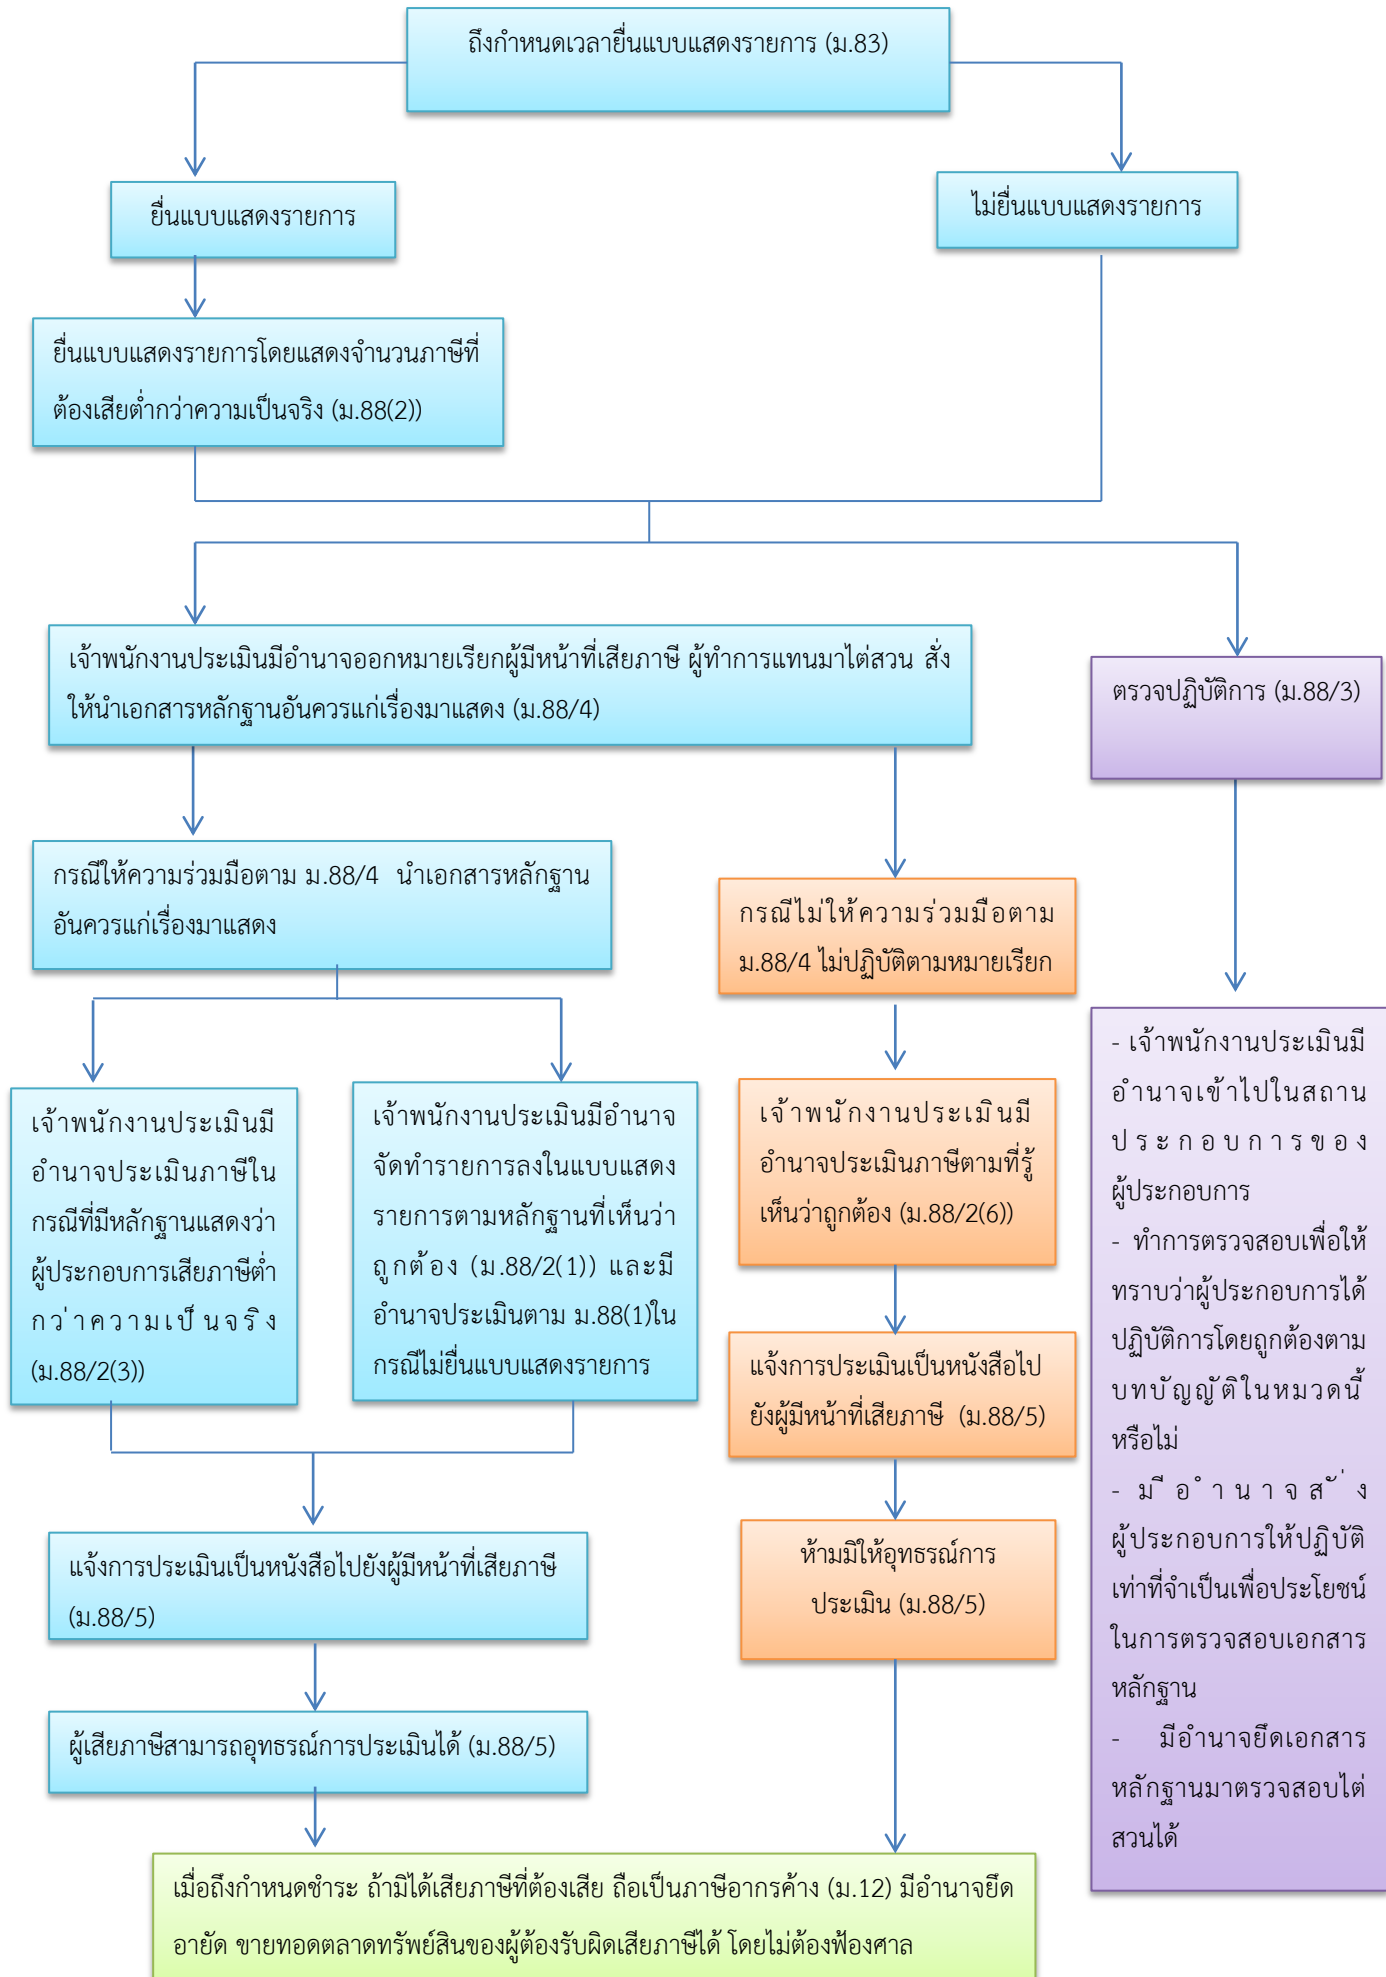 ถึงกำหนดเวลายื่นแบบแสดงรายการ (ม.83)
ยื่นแบบแสดงรายการ
ไม่ยื่นแบบแสดงรายการ
ยื่นแบบแสดงรายการโดยแสดงจำนวนภาษีที่
ต้องเสียต่ำกว่าความเป็นจริง (ม.88(2))
เจ้าพนักงานประเมินมีอำนาจออกหมายเรียกผู้มีหน้าที่เสียภาษี ผู้ทำการแทนมาไต่สวน สั่ง
ให้นำเอกสารหลักฐานอันควรแก่เรื่องมาแสดง (ม.88/4)
ตรวจปฏิบัติการ (ม.88/3)
กรณีให้ความร่วมมือตาม ม.88/4 นำเอกสารหลักฐาน
อันควรแก่เรื่องมาแสดง
กรณีไม่ให้ความร่วมมือตาม
ม.88/4 ไม่ปฏิบัติตามหมายเรียก
เจ้าพนักงานประเมินมี
อำนาจประเมินภาษีใน
กรณีที่มีหลักฐานแสดงว่า
ผู้ประกอบการเสียภาษีต่ำ
กว่าความเป็นจริง
(ม.88/2(3))
เจ้าพนักงานประเมินมีอำนาจ
จัดทำรายการลงในแบบแสดง
รายการตามหลักฐานที่เห็นว่า
ถูกต้อง (ม.88/2(1)) และมี
อำนาจประเมินตาม ม.88(1)ใน
กรณีไม่ยื่นแบบแสดงรายการ
เจ้าพนักงานประเมินมี
อำนาจประเมินภาษีตามที่รู้
เห็นว่าถูกต้อง (ม.88/2(6))
แจ้งการประเมินเป็นหนังสือไป
ยังผู้มีหน้าที่เสียภาษี (ม.88/5)
ห้ามมิให้อุทธรณ์การ
ประเมิน (ม.88/5)
- เจ้าพนักงานประเมินมี
อำนาจเข้าไปในสถาน
ประกอบการของ
ผู้ประกอบการ
- ทำการตรวจสอบเพื่อให้
ทราบว่าผู้ประกอบการได้
ปฏิบัติการโดยถูกต้องตาม
บทบัญญัติในหมวดนี้
หรือไม่
- มีอำนาจสั่ง
ผู้ประกอบการให้ปฏิบัติ
เท่าที่จำเป็นเพื่อประโยชน์
ในการตรวจสอบเอกสาร
หลักฐาน
- มีอำนาจยึดเอกสาร
หลักฐานมาตรวจสอบไต่
สวนได้
แจ้งการประเมินเป็นหนังสือไปยังผู้มีหน้าที่เสียภาษี
(ม.88/5)
ผู้เสียภาษีสามารถอุทธรณ์การประเมินได้ (ม.88/5)
เมื่อถึงกำหนดชำระ ถ้ามิได้เสียภาษีที่ต้องเสีย ถือเป็นภาษีอากรค้าง (ม.12) มีอำนาจยึด
อายัด ขายทอดตลาดทรัพย์สินของผู้ต้องรับผิดเสียภาษีได้ โดยไม่ต้องฟ้องศาล